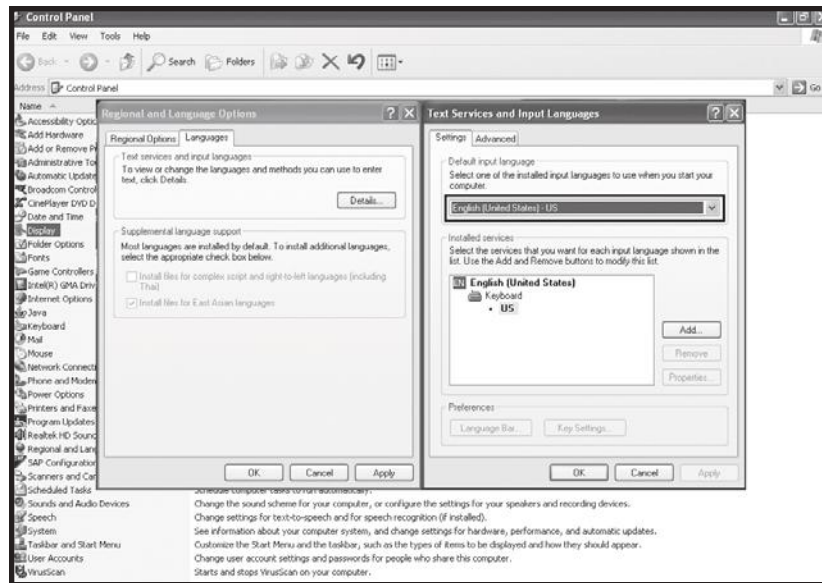 Control Panel
File Edit View Tools Help
Back Search Folders
Address Control Panel Go
Name
Accessibility Optic
Add Hardware
Add or Remove P
Administrative To
Automatic Update
Broadcom Control
CinePlayer DVD D
Date and Time
Display
Folder Options
Fonts
Game Controllers
Intel(R) GMA Driv
Internet Options
Java
Keyboard
Mail
Mouse
Network Connecti
Phone and Modem
Power Options
Printers and Faxe
Program Updates
Realtek HD Sound
Regional and Lan
SAP Configuration
Scanners and Car
Scheduled Tasks Schedule computer tasks to run automatically.
Sounds and Audio Devices Change the sound scheme for your computer, or configure the settings for your speakers and recording devices.
Speech Change settings for text-to-speech and for speech recognition (if installed).
System See information about your computer system, and change settings for hardware, performance, and automatic updates.
Taskbar and Start Menu Customize the Start Menu and the taskbar, such as the types of items to be displayed and how they should appear.
User Accounts Change user account settings and passwords for people who share this computer.
VirusScan Starts and stops VirusScan on your computer.
Regional and Language Options
Regional Options Languages
Text services and input languages
To view or change the languages and methods you can use to enter
text, click Details.
Details...
Supplemental language support
Most languages are installed by default. To install additional languages,
select the appropriate check box below.
Install files for complex script and right-to-left languages (including
Thai)
Install files for East Asian languages
OK Cancel Apply
Text Services and Input Languages
Settings Advanced
Default input language
Select one of the installed input languages to use when you start your
computer.
English (United States) - US
Installed services
Select the services that you want for each input language shown in the
list. Use the Add and Remove buttons to modify this list.
EN English (United States)
Keyboard
US
Add...
Remove
Properties...
Preferences
Language Bar... Key Settings...
OK Cancel Apply